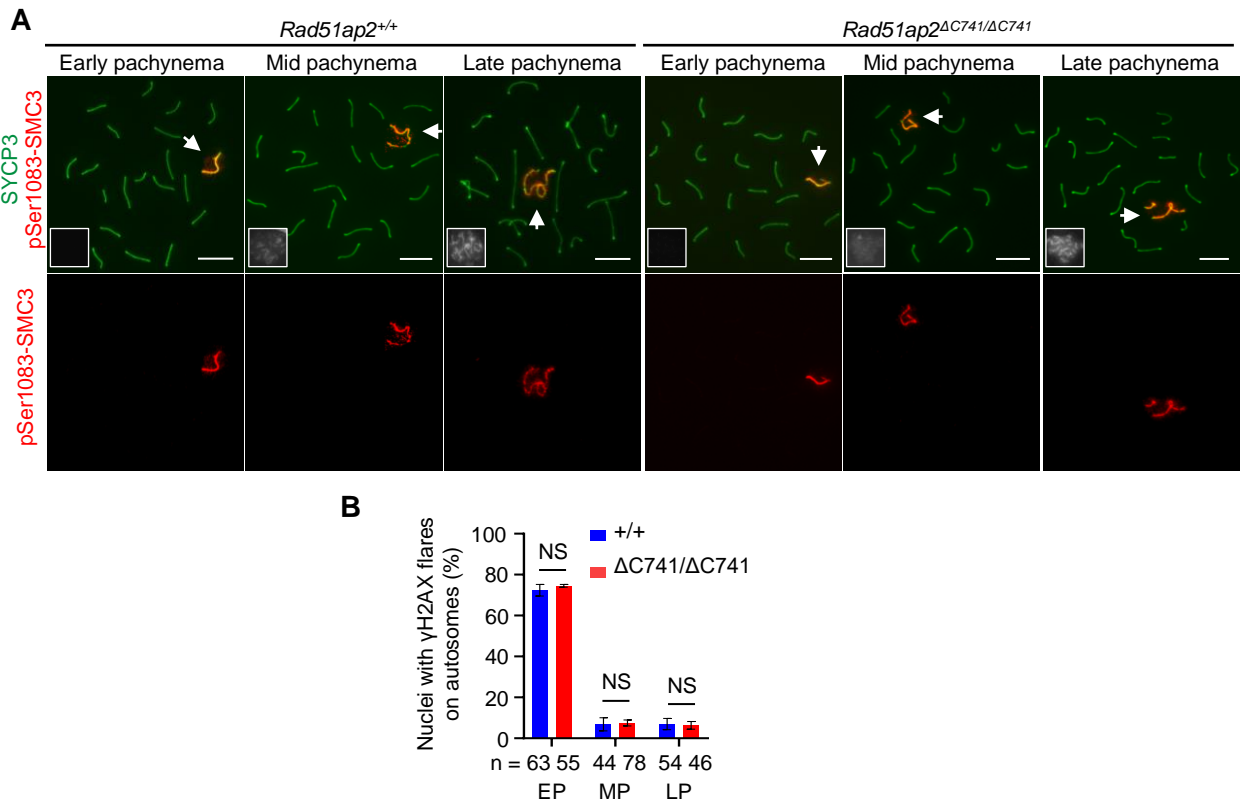 A
Rad51ap2+/+
Rad51ap2ΔC741/ΔC741
Early pachynema
Mid pachynema
Late pachynema
Early pachynema
Mid pachynema
Late pachynema
SYCP3
pSer1083-SMC3
pSer1083-SMC3
B
Nuclei with γH2AX flares
on autosomes (%)
100
80
60
40
20
0
+/+
ΔC741/ΔC741
NS
NS
NS
n = 63 55 44 78 54 46
EP MP LP